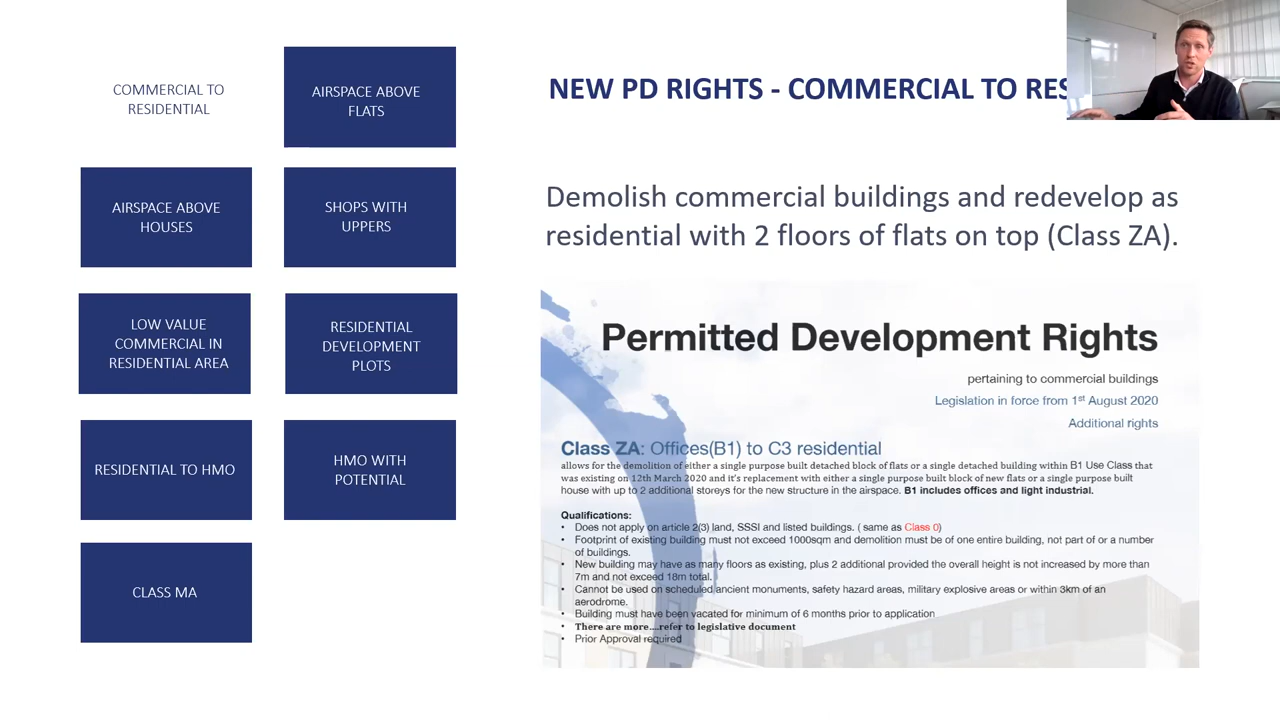 COMMERCIAL TO
RESIDENTIAL
AIRSPACE ABOVE
FLATS
AIRSPACE ABOVE
HOUSES
SHOPS WITH
UPPERS
LOW VALUE
COMMERCIAL IN
RESIDENTIAL AREA
RESIDENTIAL
DEVELOPMENT
PLOTS
RESIDENTIAL TO HMO
HMO WITH
POTENTIAL
CLASS MA
NEW PD RIGHTS - COMMERCIAL TO RES
Demolish commercial buildings and redevelop as
residential with 2 floors of flats on top (Class ZA).
Permitted Development Rights
pertaining to commercial buildings
Legislation in force from 1st August 2020
Additional rights
Class ZA: Offices(B1) to C3 residential
allows for the demolition of either a single purpose built detached block of flats or a single detached building within B1 Use Class that
was existing on 12th March 2020 and it's replacement with either a single purpose built block of new flats or a single purpose built
house with up to 2 additional storeys for the new structure in the airspace. B1 includes offices and light industrial.
Qualifications:
• Does not apply on article 2(3) land, SSSI and listed buildings. ( same as Class 0)
• Footprint of existing building must not exceed 1000sqm and demolition must be of one entire building, not part of or a number
of buildings.
• New building may have as many floors as existing, plus 2 additional provided the overall height is not increased by more than
7m and not exceed 18m total.
• Cannot be used on scheduled ancient monuments, safety hazard areas, military explosive areas or within 3km of an
aerodrome.
• Building must have been vacated for minimum of 6 months prior to application
• There are more....refer to legislative document
• Prior Approval required